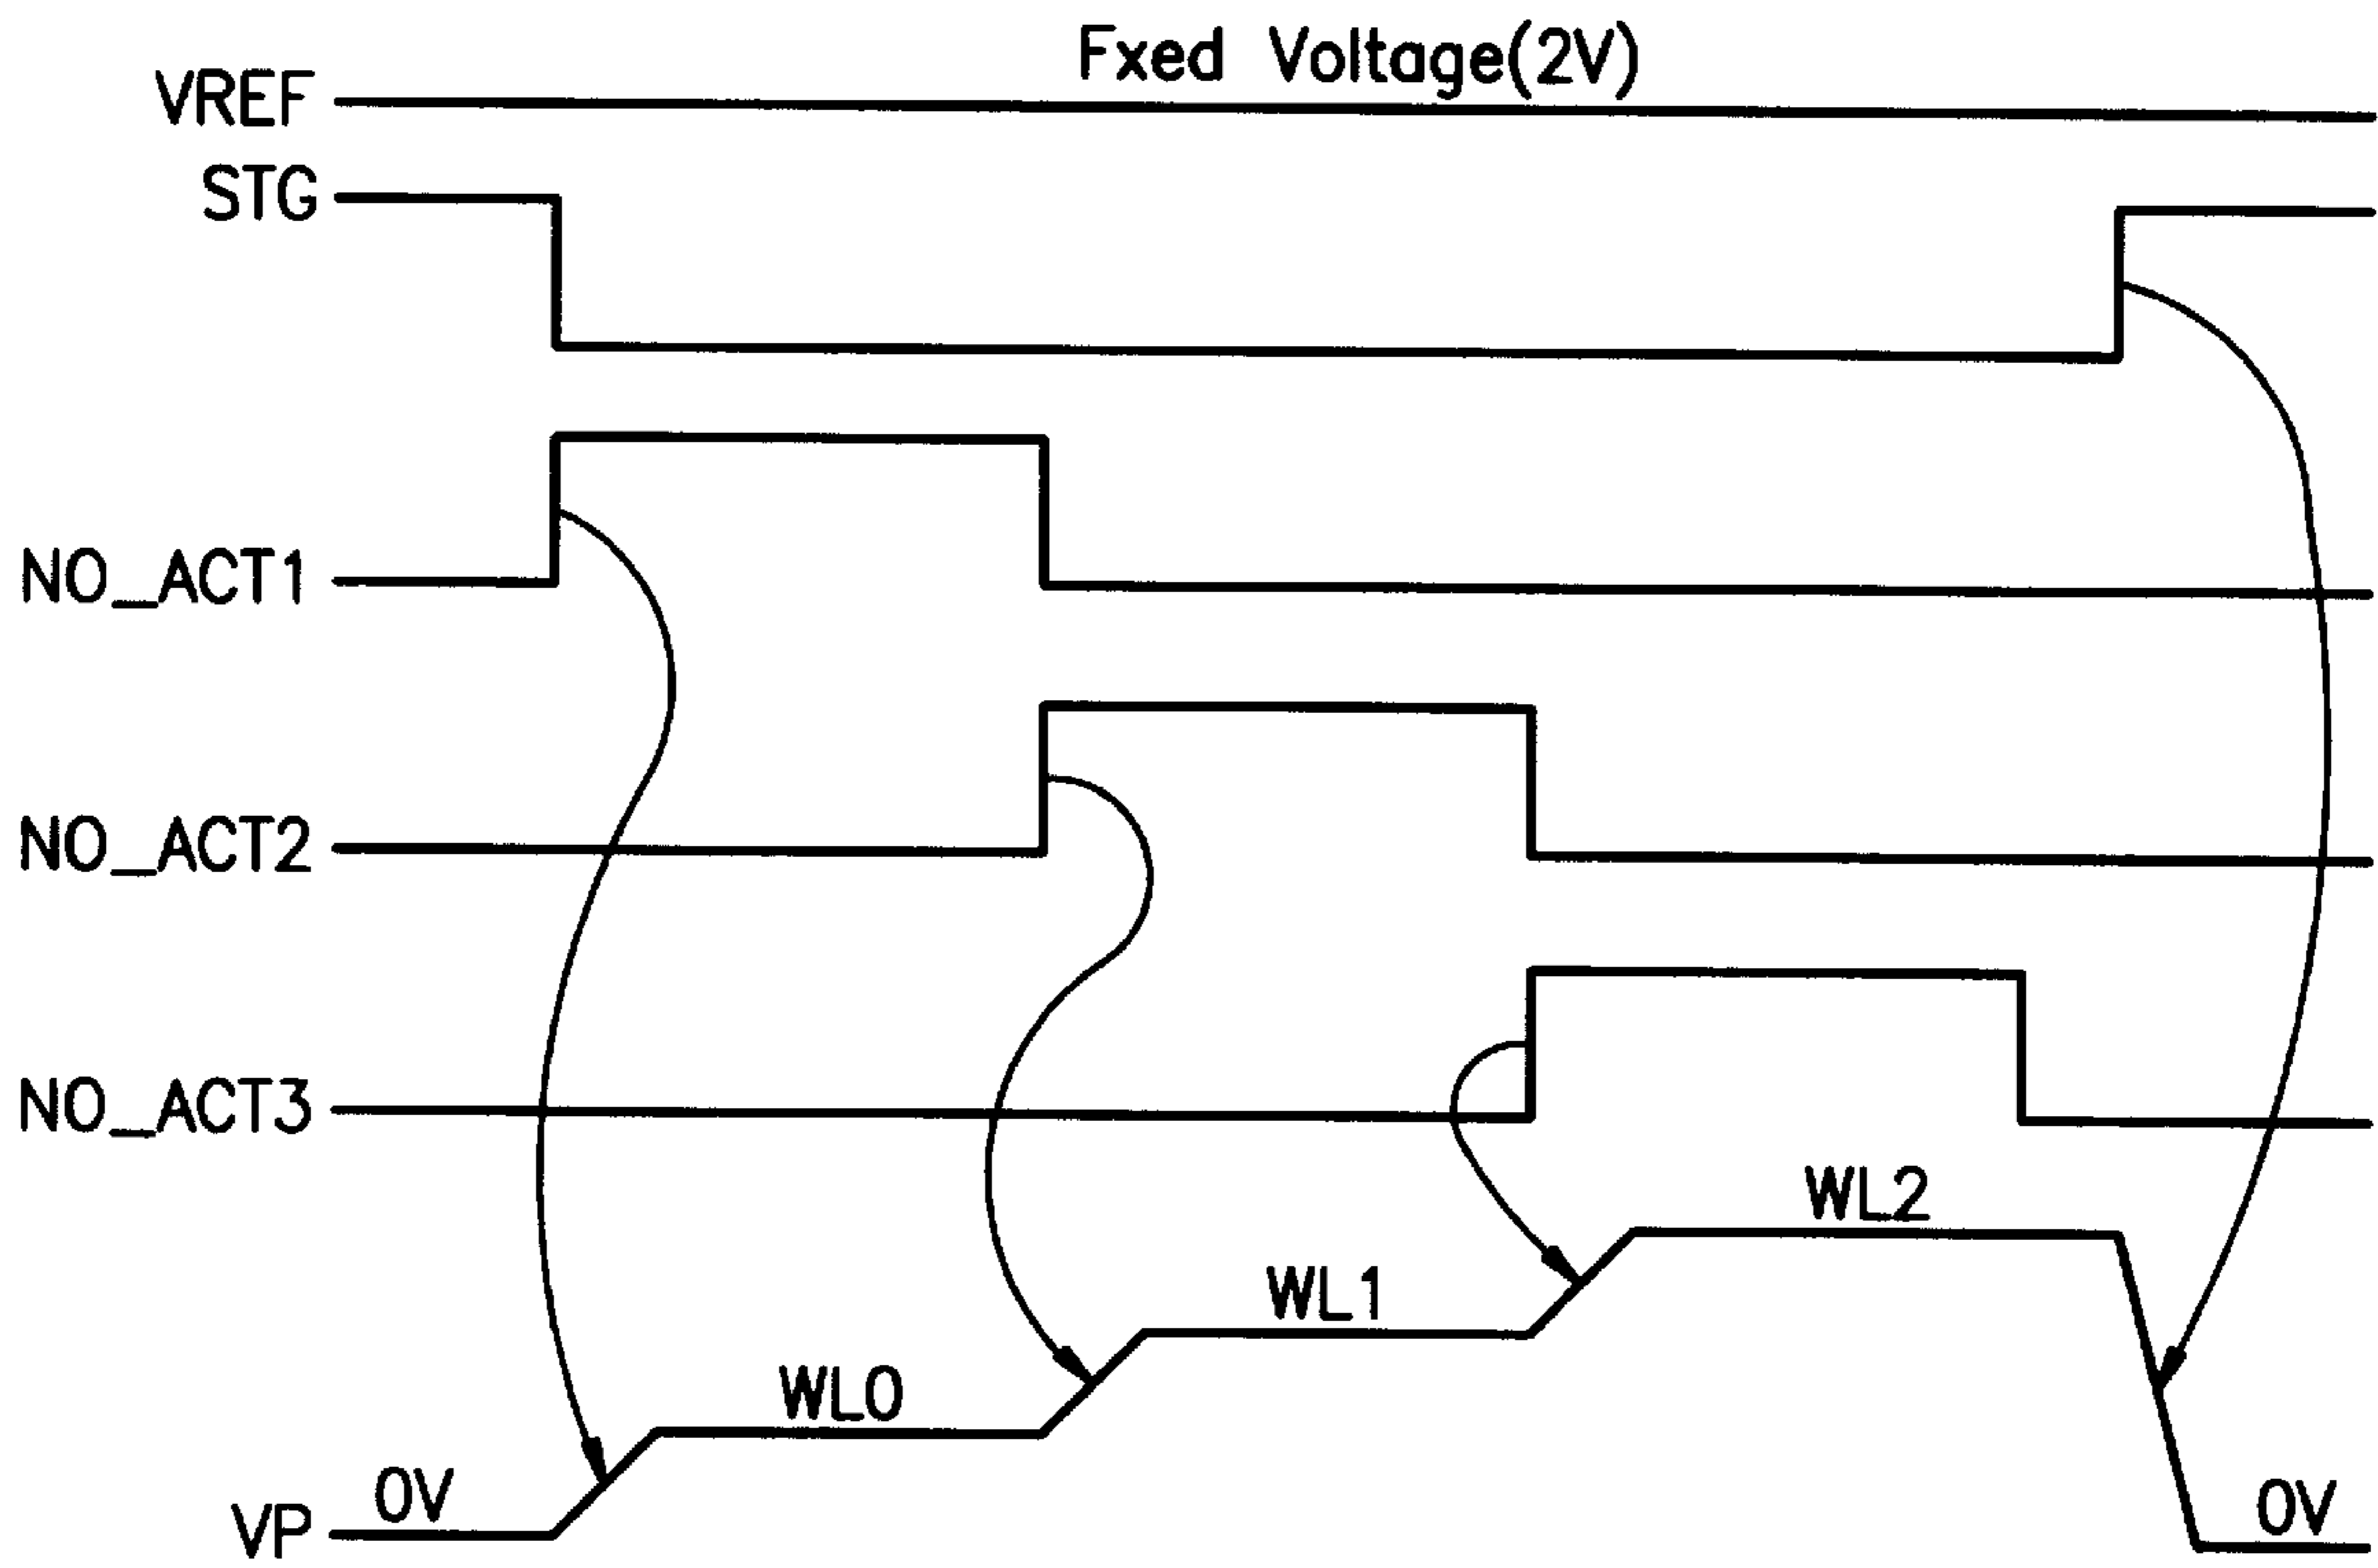 Fxed Voltage(2V)
VREF
STG
NO_ACT1
NO_ACT2
NO_ACT3
WL2
WL1
WL0
0V
0V
VP